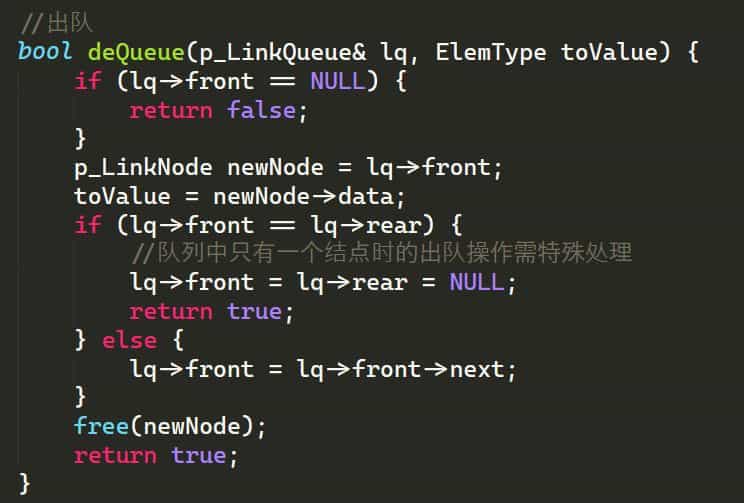 //出队
bool deQueue(p_LinkQueue& lq, ElemType toValue) {
    if (lq->front == NULL) {
        return false;
    }
    p_LinkNode newNode = lq->front;
    toValue = newNode->data;
    if (lq->front == lq->rear) {
        //队列中只有一个结点时的出队操作需特殊处理
        lq->front = lq->rear = NULL;
        return true;
    } else {
        lq->front = lq->front->next;
    }
    free(newNode);
    return true;
}